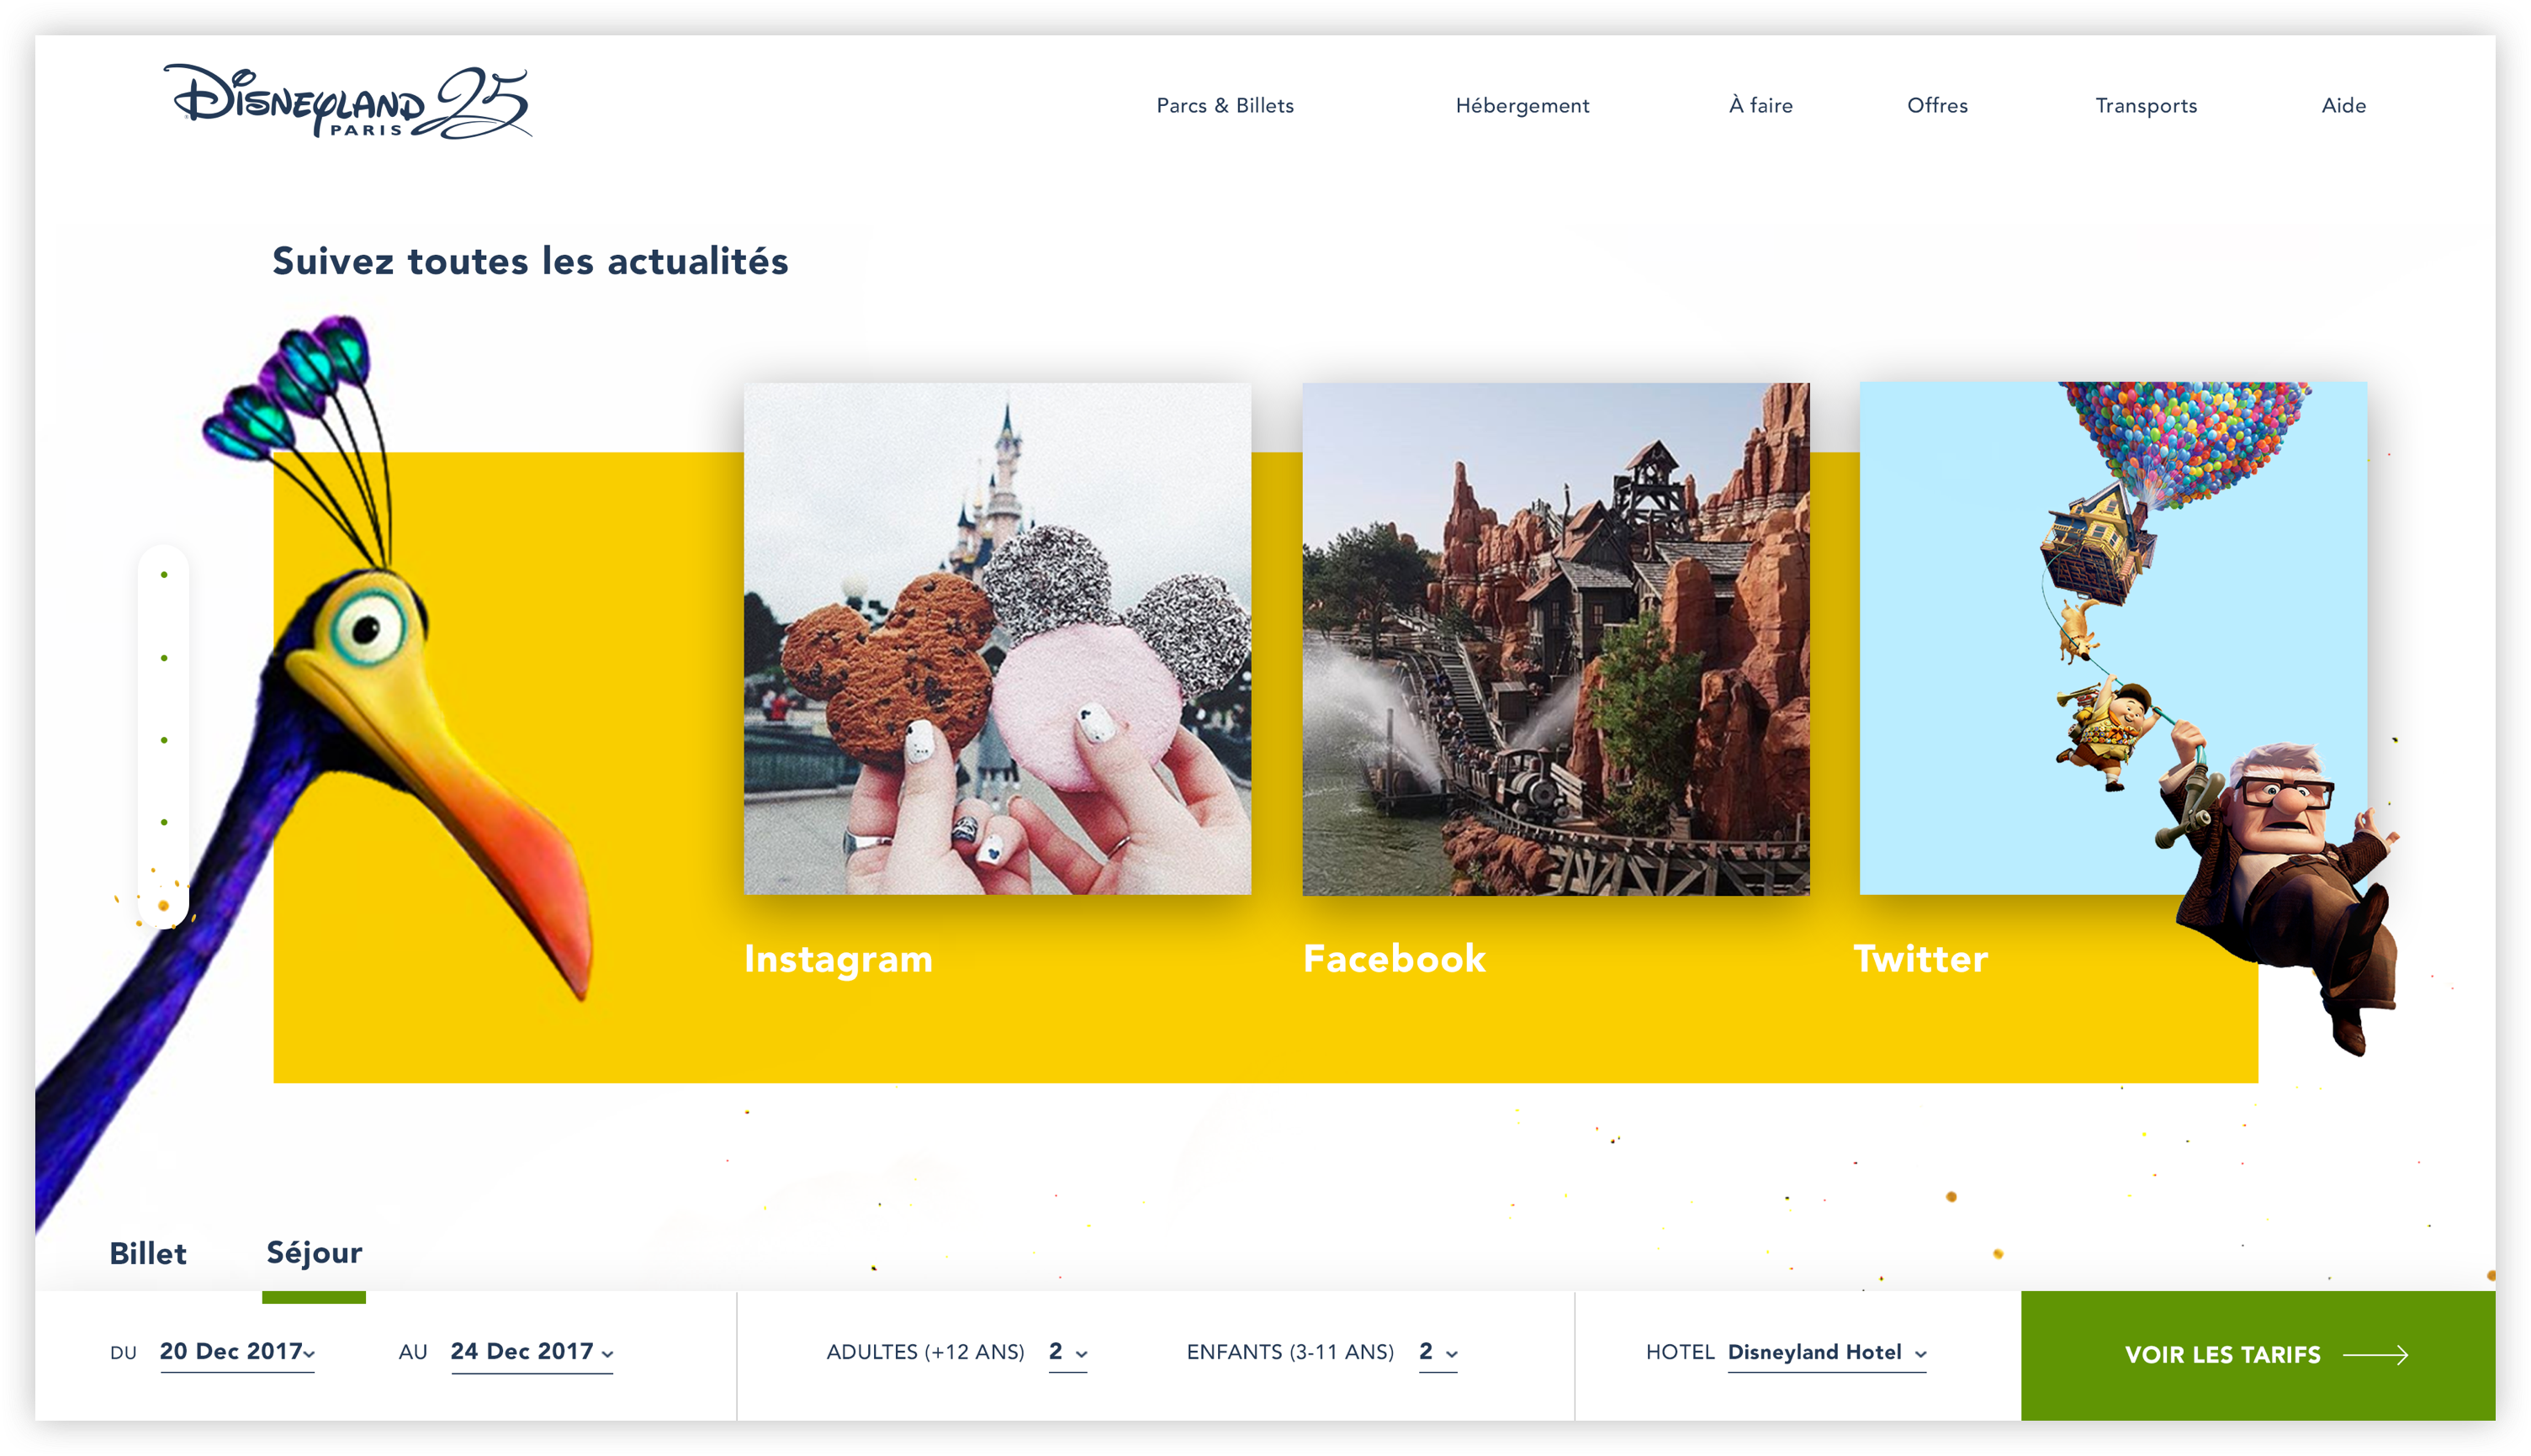 Disneyland 25
PARIS
Parcs & Billets
Hébergement
À faire
Offres
Transports
Aide
Suivez toutes les actualités
Instagram
Facebook
Twitter
Billet
Séjour
DU 20 Dec 2017
AU 24 Dec 2017
ADULTES (+12 ANS) 2
ENFANTS (3-11 ANS) 2
HOTEL Disneyland Hotel
VOIR LES TARIFS